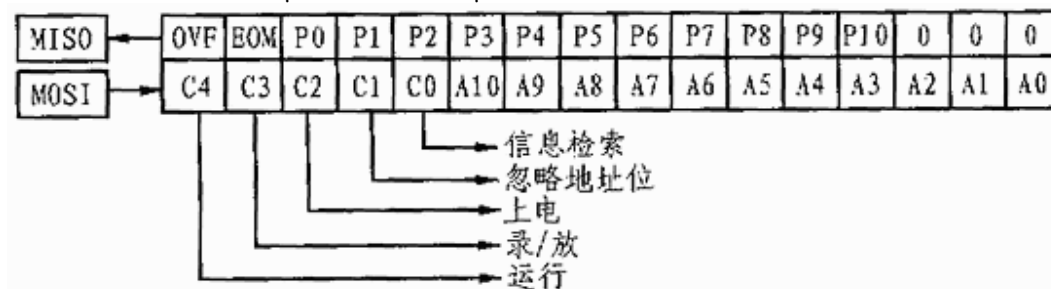 MISO OVF EOM P0 P1 P2 P3 P4 P5 P6 P7 P8 P9 P10 0 0 0
MOSI C4 C3 C2 C1 C0 A10 A9 A8 A7 A6 A5 A4 A3 A2 A1 A0
信息检索
忽略地址位
上电
录/放
运行